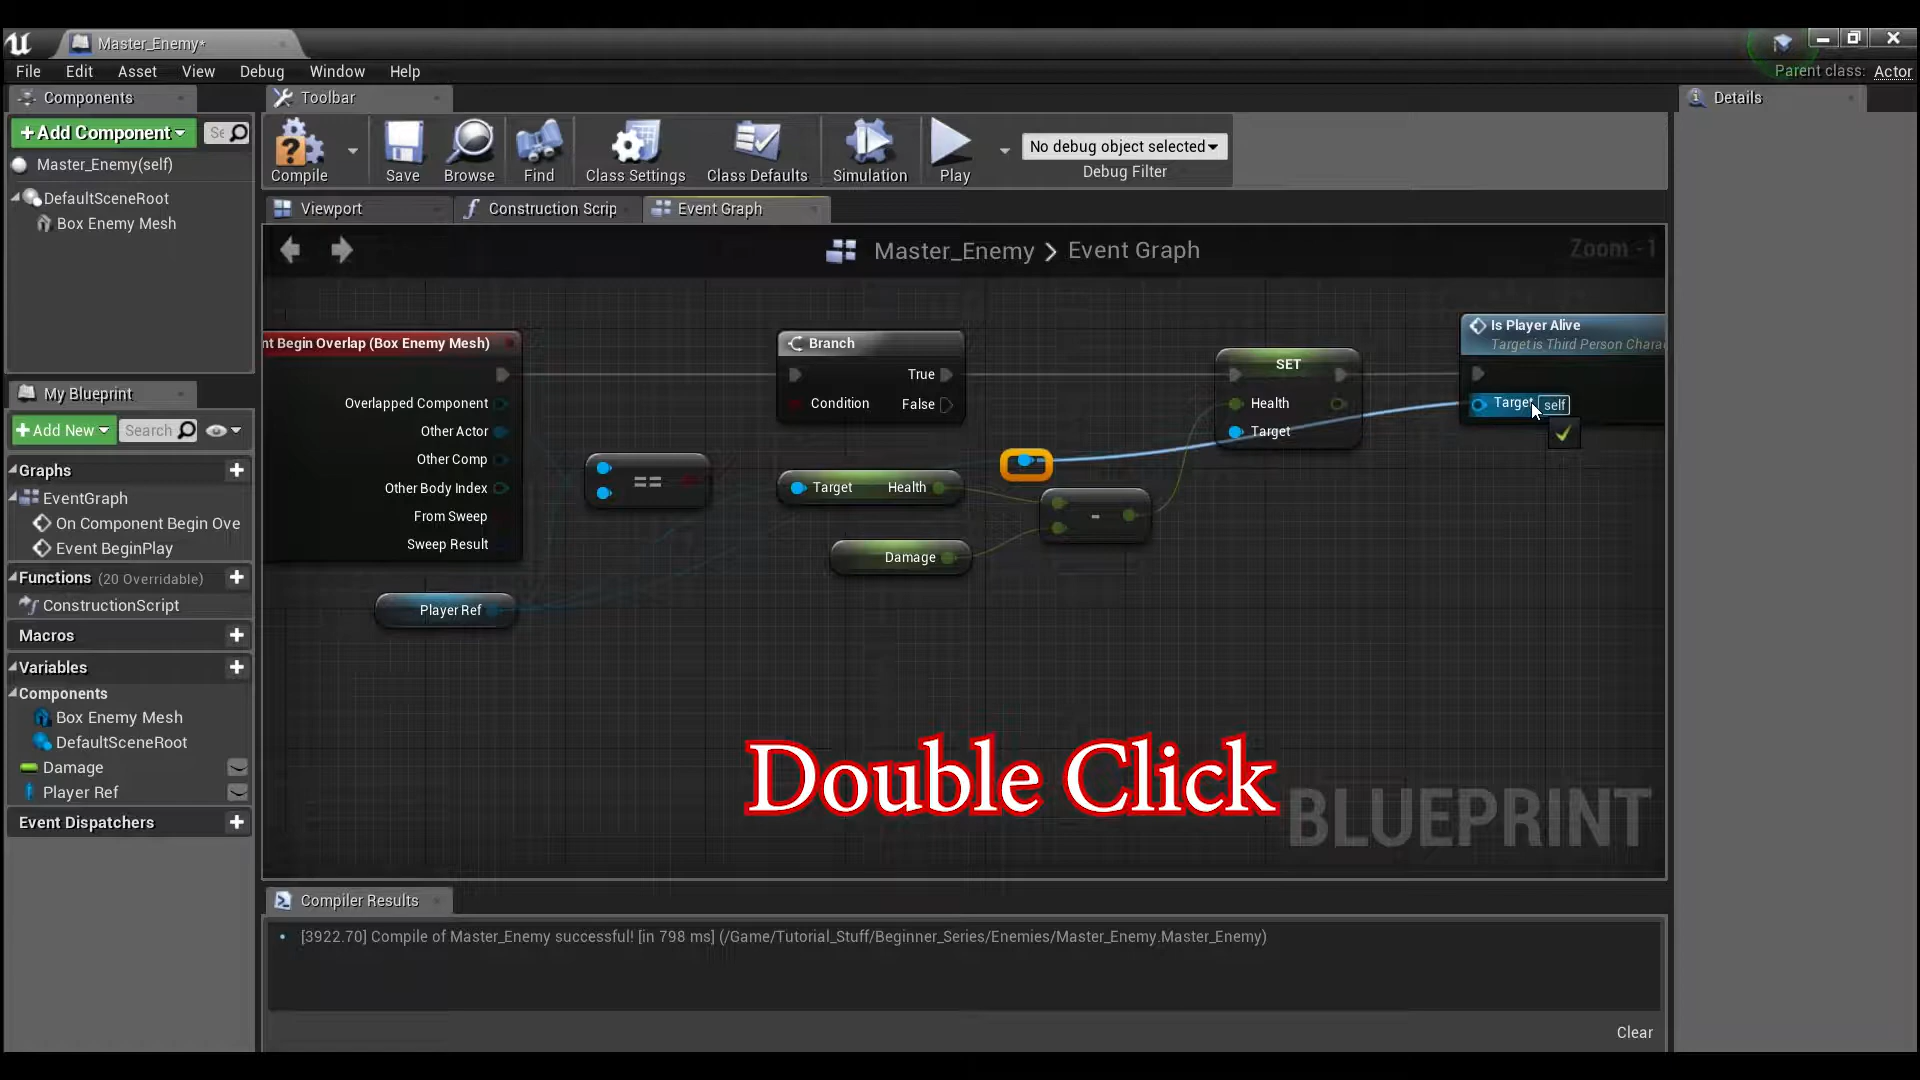 Master_Enemy*
File Edit Asset View Debug Window Help
Parent class: Actor
Components
Toolbar
Details
+Add Component
Se
Master_Enemy(self)
DefaultSceneRoot
Box Enemy Mesh
Compile
Save
Browse
Find
Class Settings
Class Defaults
Simulation
Play
No debug object selected
Debug Filter
Viewport
Construction Scrip
Event Graph
Master_Enemy > Event Graph
Zoom -1
nt Begin Overlap (Box Enemy Mesh)
Overlapped Component
Other Actor
Other Comp
Other Body Index
From Sweep
Sweep Result
Player Ref
==
Branch
True
Condition
False
Target Health
Damage
-
SET
Health
Target
Is Player Alive
Target is Third Person Charac
Target self
Double Click
BLUEPRINT
My Blueprint
+Add New
Search
Graphs
EventGraph
On Component Begin Ove
Event BeginPlay
Functions (20 Overridable)
ConstructionScript
Macros
Variables
Components
Box Enemy Mesh
DefaultSceneRoot
Damage
Player Ref
Event Dispatchers
Compiler Results
[3922.70] Compile of Master_Enemy successful! [in 798 ms] (/Game/Tutorial_Stuff/Beginner_Series/Enemies/Master_Enemy.Master_Enemy)
Clear